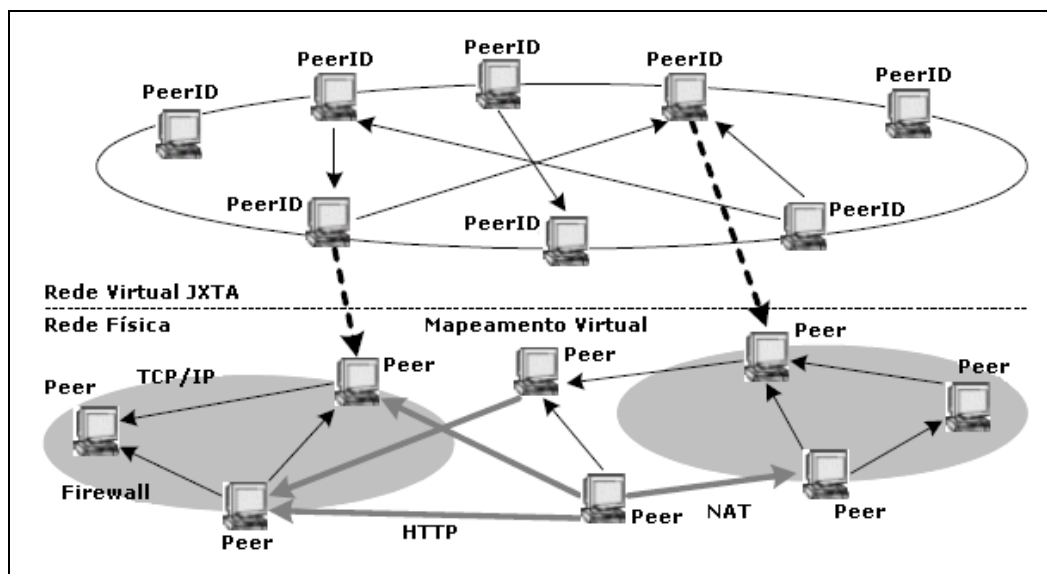 PeerID
PeerID
PeerID
PeerID
PeerID
PeerID
PeerID
PeerID
Rede Virtual JXTA
Rede Física
Mapeamento Virtual
Peer
Peer
Peer
Peer
Peer
TCP/IP
Firewall
Peer
HTTP
Peer
NAT
Peer